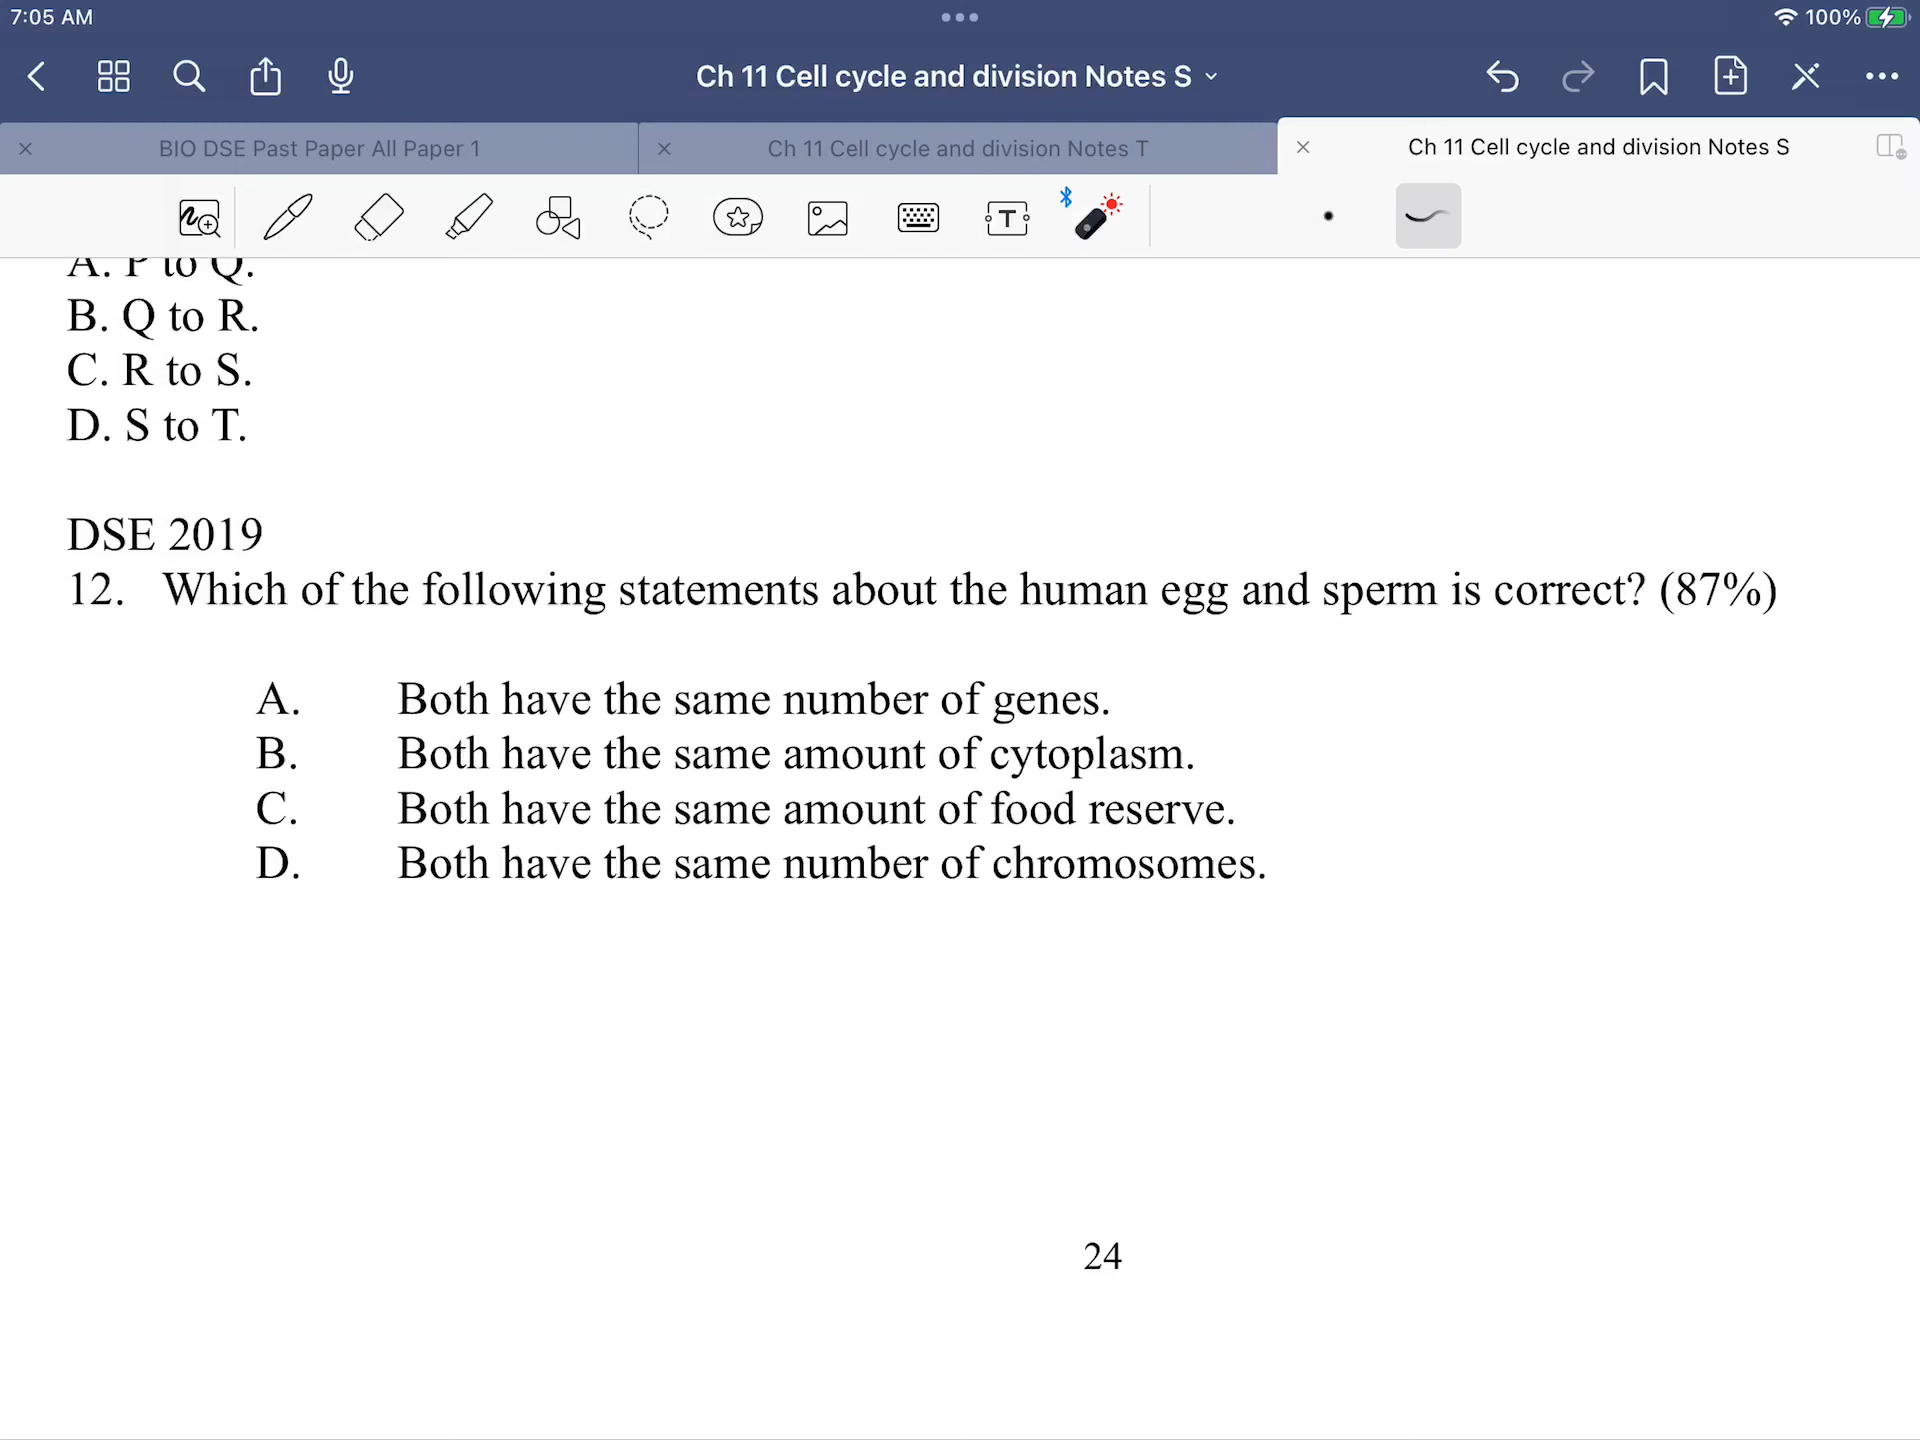 7:05 AM
100%
Ch 11 Cell cycle and division Notes S
BIO DSE Past Paper All Paper 1
Ch 11 Cell cycle and division Notes T
Ch 11 Cell cycle and division Notes S
A. P to Q.
B. Q to R.
C. R to S.
D. S to T.
DSE 2019
12. Which of the following statements about the human egg and sperm is correct? (87%)
A. Both have the same number of genes.
B. Both have the same amount of cytoplasm.
C. Both have the same amount of food reserve.
D. Both have the same number of chromosomes.
24